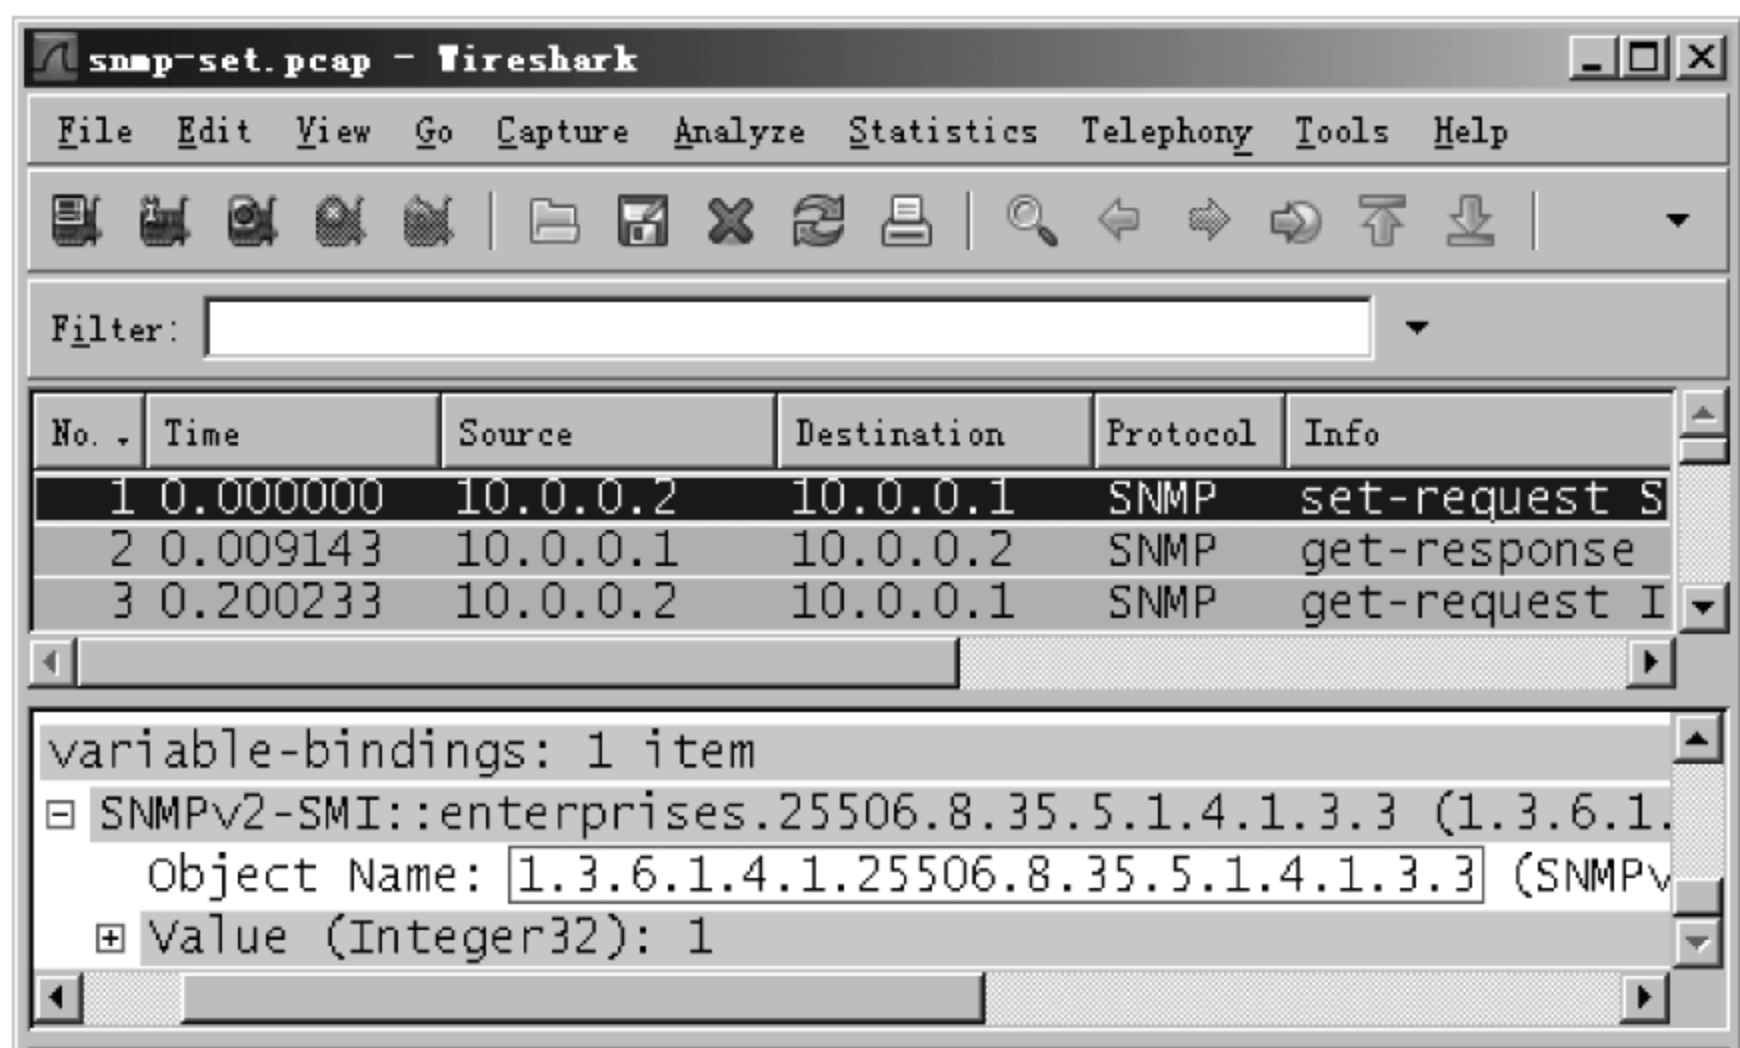 snmp-set.pcap - Wireshark
File Edit View Go Capture Analyze Statistics Telephony Tools Help
Filter:
No. Time Source Destination Protocol Info
1 0.000000 10.0.0.2 10.0.0.1 SNMP set-request S
2 0.009143 10.0.0.1 10.0.0.2 SNMP get-response
3 0.200233 10.0.0.2 10.0.0.1 SNMP get-request I
variable-bindings: 1 item
SNMPv2-SMI::enterprises.25506.8.35.5.1.4.1.3.3 (1.3.6.1.
Object Name: 1.3.6.1.4.1.25506.8.35.5.1.4.1.3.3 (SNMPv
Value (Integer32): 1